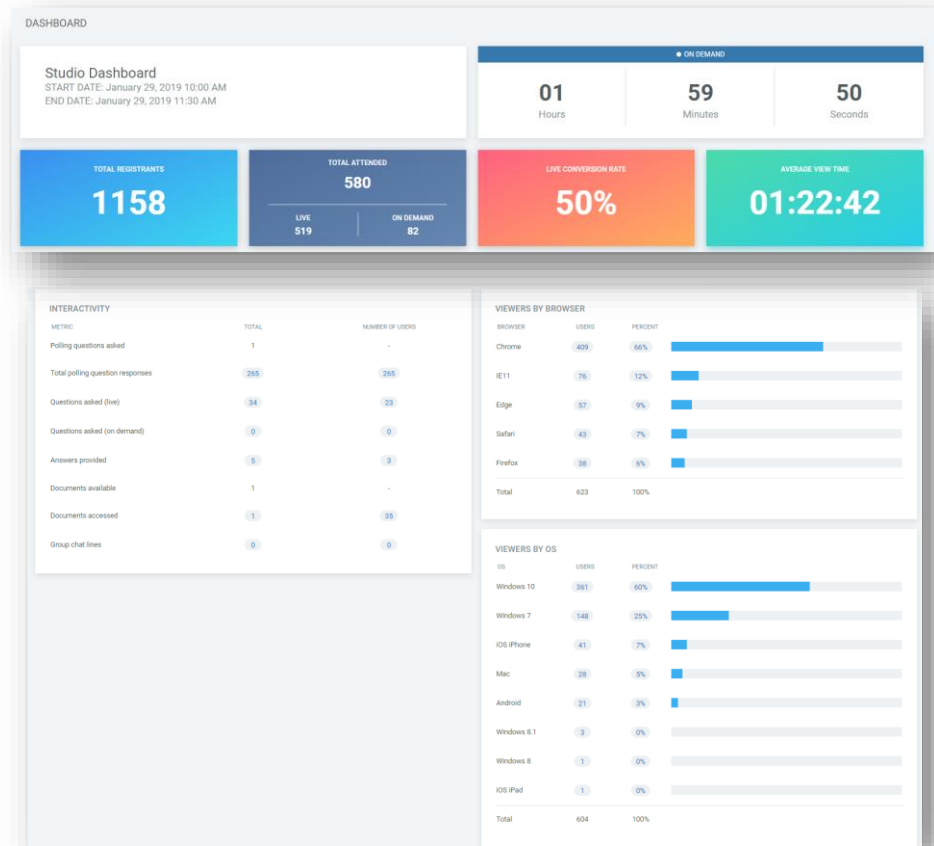 DASHBOARD
Studio Dashboard
START DATE: January 29, 2019 10:00 AM
END DATE: January 29, 2019 11:30 AM
ON DEMAND
01 59 50
Hours Minutes Seconds
TOTAL REGISTRANTS
1158
TOTAL ATTENDED
580
LIVE ON DEMAND
519 82
LIVE CONVERSION RATE
50%
AVERAGE VIEW TIME
01:22:42
INTERACTIVITY
METRIC TOTAL NUMBER OF USERS
Polling questions asked 1 -
Total polling question responses 265 265
Questions asked (live) 34 23
Questions asked (on demand) 0 0
Answers provided 5 3
Documents available 1 -
Documents accessed 1 35
Group chat lines 0 0
VIEWERS BY BROWSER
BROWSER USERS PERCENT
Chrome 409 66%
IE11 76 12%
Edge 57 9%
Safari 43 7%
Firefox 38 6%
Total 623 100%
VIEWERS BY OS
OS USERS PERCENT
Windows 10 361 60%
Windows 7 148 25%
iOS iPhone 41 7%
Mac 28 5%
Android 21 3%
Windows 8.1 3 0%
Windows 8 1 0%
iOS iPad 1 0%
Total 604 100%